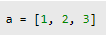 a = [1, 2, 3]